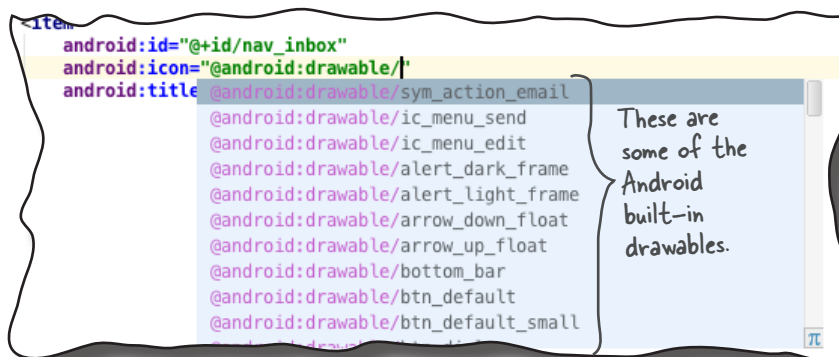 <item
android:id="@+id/nav_inbox"
android:icon="@android:drawable/"
android:title
@android:drawable/sym_action_email
@android:drawable/ic_menu_send
@android:drawable/ic_menu_edit
@android:drawable/alert_dark_frame
@android:drawable/alert_light_frame
@android:drawable/arrow_down_float
@android:drawable/arrow_up_float
@android:drawable/bottom_bar
@android:drawable/btn_default
@android:drawable/btn_default_small
These are
some of the
Android
built-in
drawables.
π